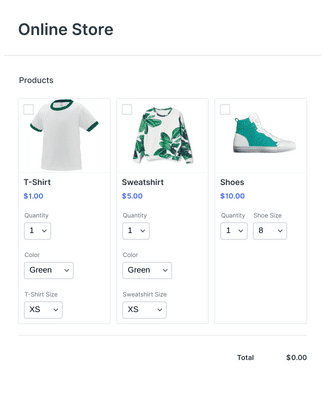 Online Store
Products
T-Shirt
$1.00
Quantity
1
Color
Green
T-Shirt Size
XS
Sweatshirt
$5.00
Quantity
1
Color
Green
Sweatshirt Size
XS
Shoes
$10.00
Quantity Shoe Size
1 8
Total $0.00